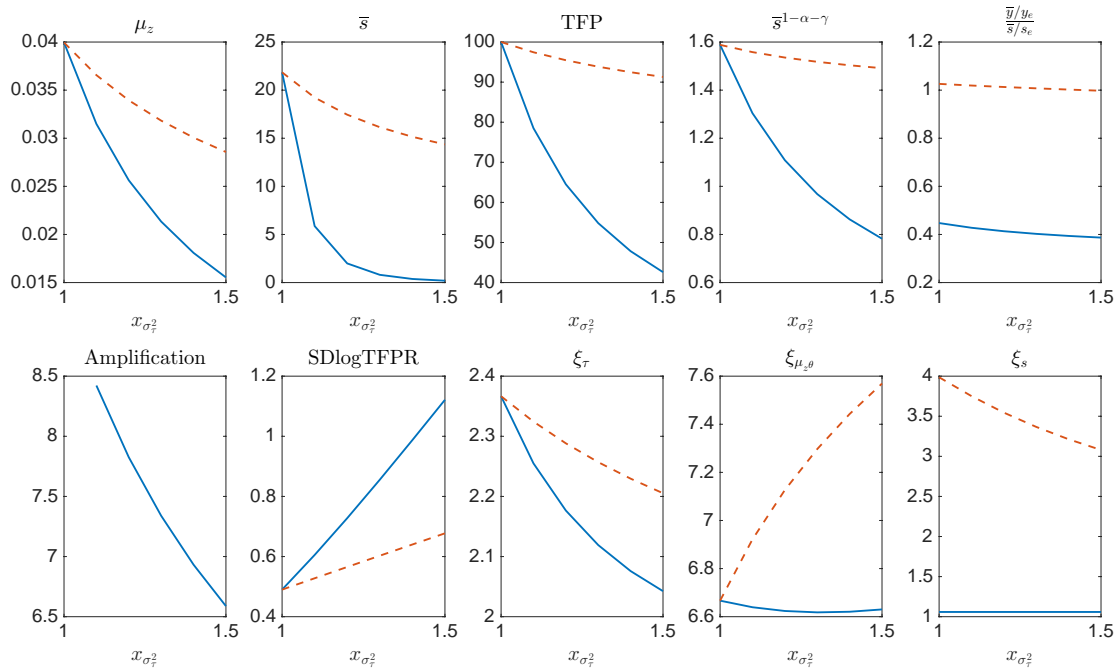 μ_z s̅ TFP s̅^{1−α−γ} (y̅/y_e)/(s̅/s_e)
0.04 25 100 1.6 1.2
0.035 20 90 1.4 1
0.03 15 80 1.2 0.8
0.025 10 70 1 0.6
0.02 5 60 0.8 0.4
0.015 0 50 0.6 0.2
40
1 1.5 1 1.5 1 1.5 1 1.5 1 1.5
x_{σ_τ^2} x_{σ_τ^2} x_{σ_τ^2} x_{σ_τ^2} x_{σ_τ^2}
Amplification SDlogTFPR ξ_τ ξ_{μ_{zθ}} ξ_s
8.5 1.2 2.4 7.6 4
8 1 2.3 7.4 3.5
7.5 0.8 2.2 7.2 3
7 0.6 2.1 7 2.5
6.5 0.4 2 6.8 2
6.6 1.5
1
1 1.5 1 1.5 1 1.5 1 1.5 1 1.5
x_{σ_τ^2} x_{σ_τ^2} x_{σ_τ^2} x_{σ_τ^2} x_{σ_τ^2}